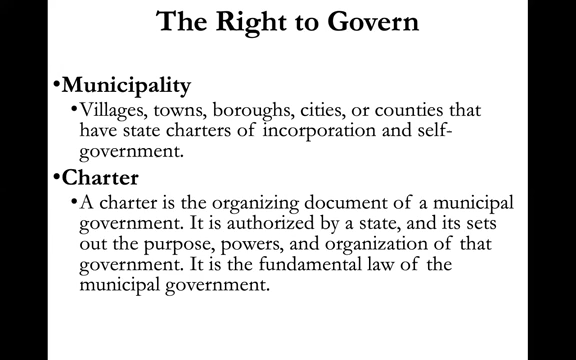 The Right to Govern
•Municipality
•Villages, towns, boroughs, cities, or counties that
have state charters of incorporation and self-
government.
•Charter
•A charter is the organizing document of a municipal
government. It is authorized by a state, and its sets
out the purpose, powers, and organization of that
government. It is the fundamental law of the
municipal government.